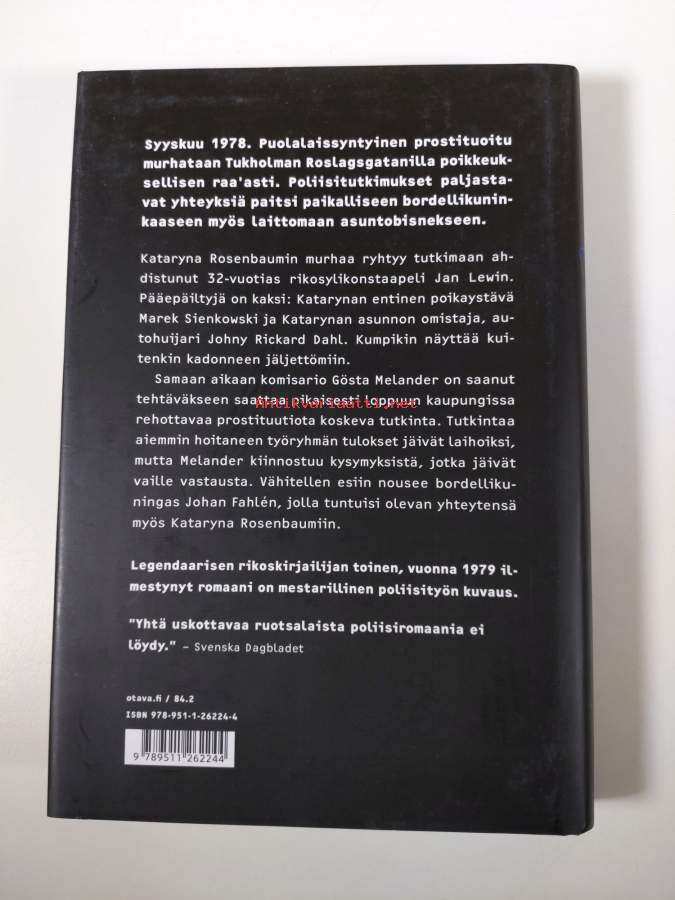 Syyskuu 1978. Puolalaissyntyinen prostituoitu
murhataan Tukholman Roslagsgatanilla poikkeuk-
sellisen raa'asti. Poliisitutkimukset paljasta-
vat yhteyksiä paitsi paikalliseen bordellikunin-
kaaseen myös laittomaan asuntobisnekseen.
Kataryna Rosenbaumin murhaa ryhtyy tutkimaan ah-
distunut 32-vuotias rikosylikonstaapeli Jan Lewin.
Pääepäiltyjä on kaksi: Katarynan entinen poikaystävä
Marek Sienkowski ja Katarynan asunnon omistaja, au-
tohuijari Johny Rickard Dahl. Kumpikin näyttää kui-
tenkin kadonneen jäljettömiin.
Samaan aikaan komisario Gösta Melander on saanut
tehtäväkseen saattaa pikaisesti loppuun kaupungissa
Antikvariaatti.net
rehottavaa prostituutiota koskeva tutkinta. Tutkintaa
aiemmin hoitaneen työryhmän tulokset jäivät laihoiksi,
mutta Melander kiinnostuu kysymyksistä, jotka jäivät
vaille vastausta. Vähitellen esiin nousee bordelliku-
ningas Johan Fahlén, jolla tuntuisi olevan yhteytensä
myös Kataryna Rosenbaumiin.
Legendaarisen rikoskirjailijan toinen, vuonna 1979 il-
mestynyt romaani on mestarillinen poliisityön kuvaus.
"Yhtä uskottavaa ruotsalaista poliisiromaania ei
löydy." – Svenska Dagbladet
otava.fi / 84.2
ISBN 978-951-1-26224-4
9 789511 262244